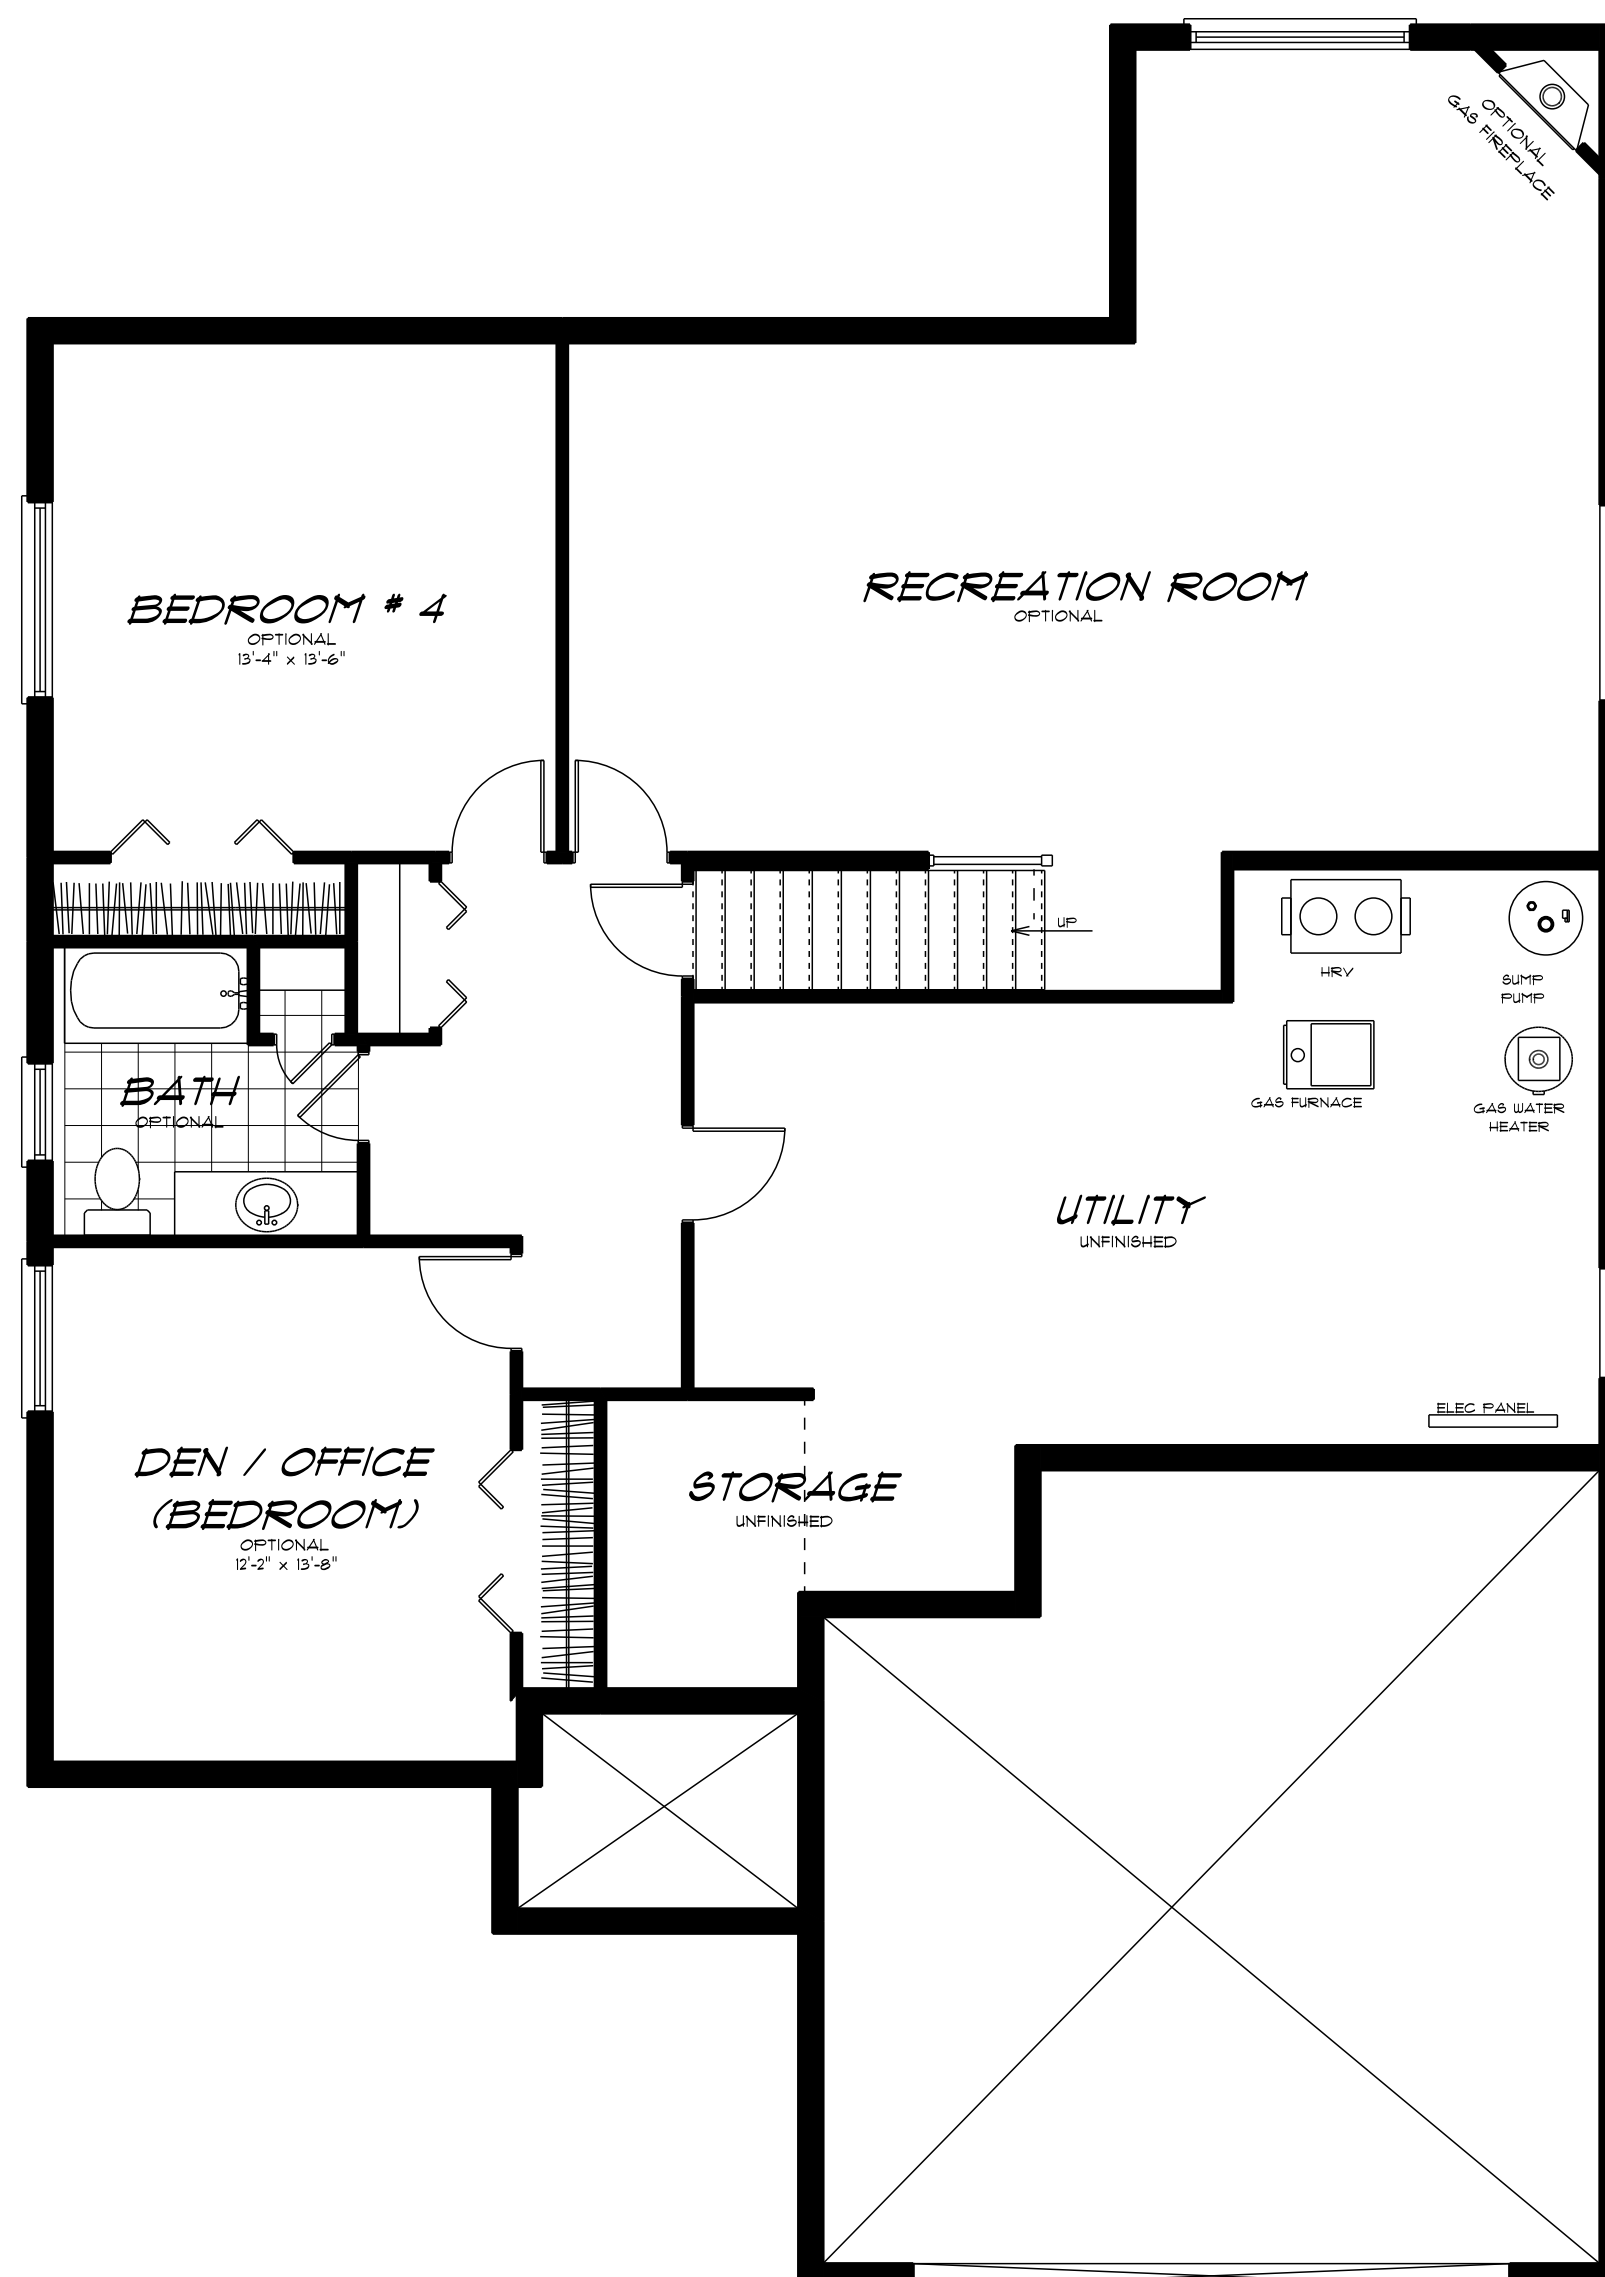 OPTIONAL
GAS FIREPLACE
RECREATION ROOM
OPTIONAL
BEDROOM # 4
OPTIONAL
13'-4" x 13'-6"
UP
HRV
SUMP
PUMP
GAS FURNACE
GAS WATER
HEATER
BATH
OPTIONAL
UTILITY
UNFINISHED
ELEC PANEL
DEN / OFFICE
(BEDROOM)
OPTIONAL
12'-2" x 13'-8"
STORAGE
UNFINISHED